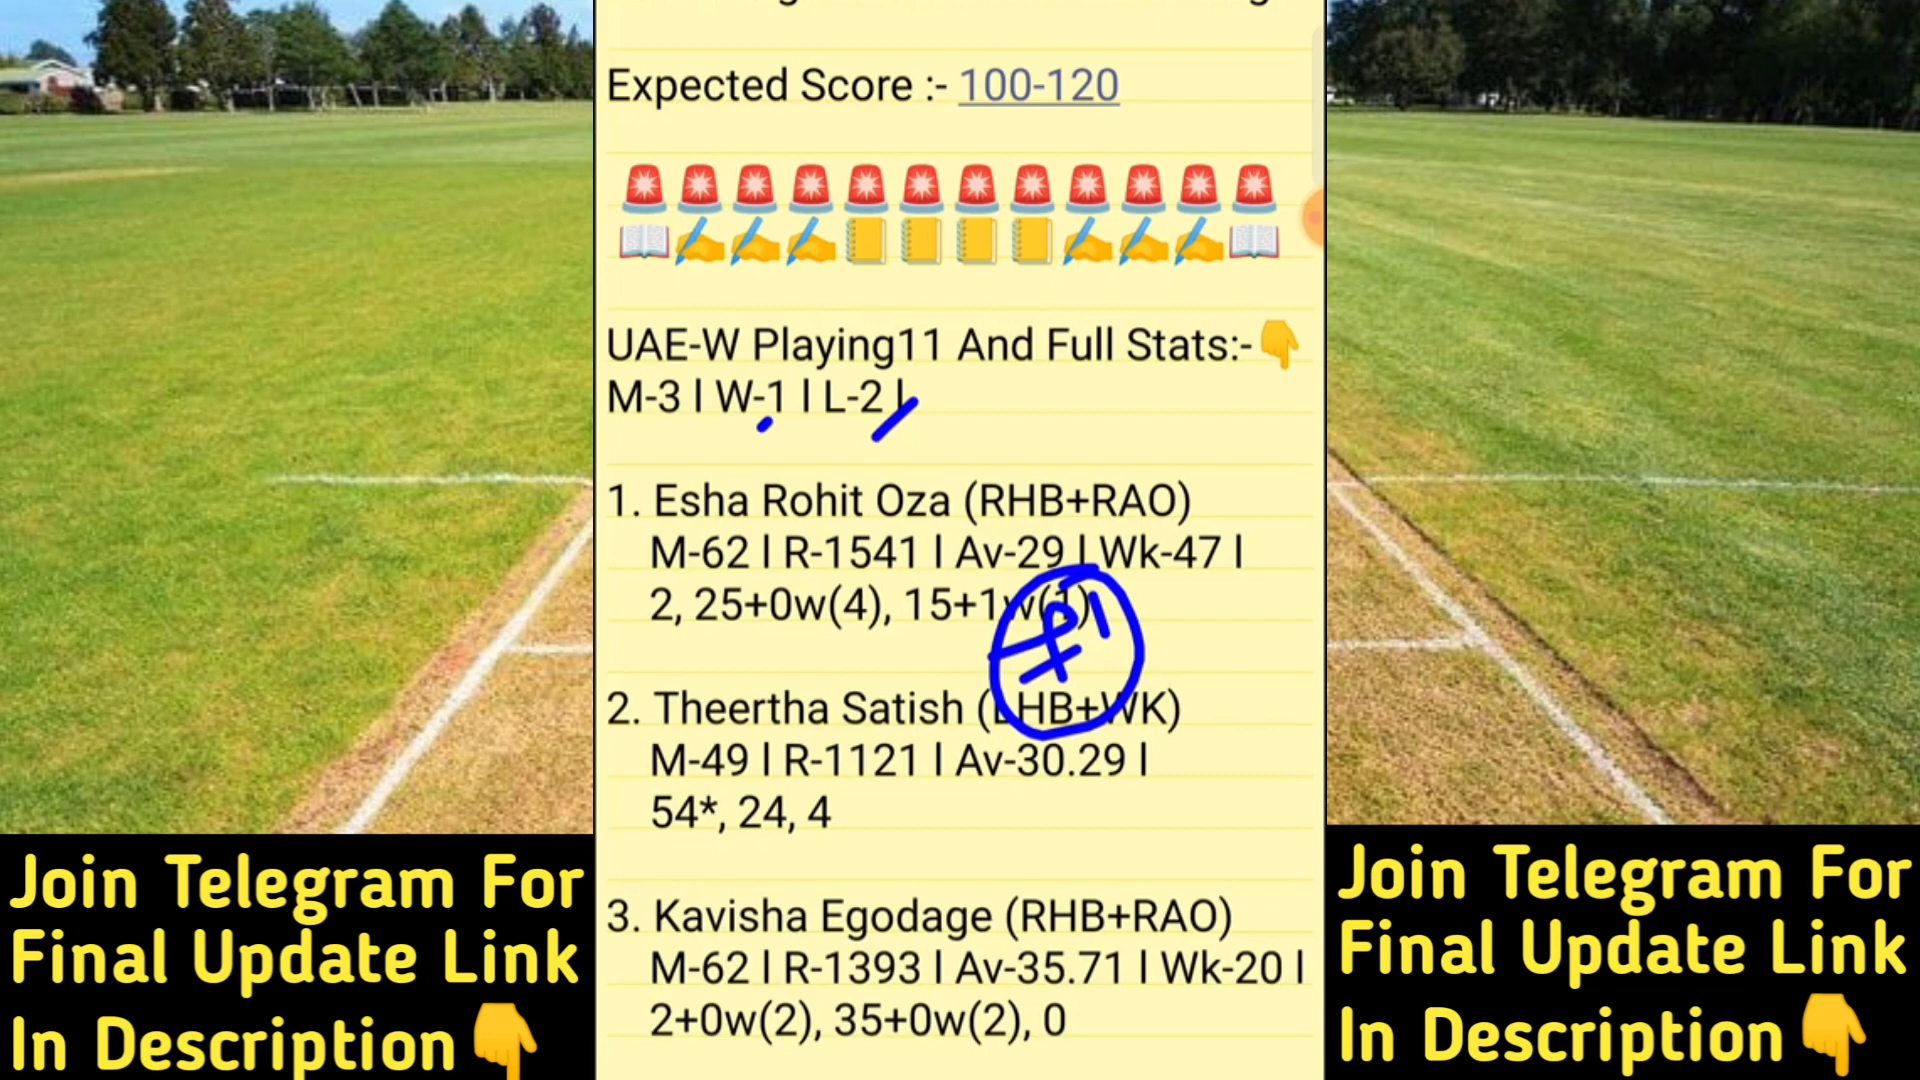 Expected Score :- 100-120
UAE-W Playing11 And Full Stats:-
M-3 | W-1 | L-2 |
1. Esha Rohit Oza (RHB+RAO)
M-62 | R-1541 | Av-29 | Wk-47 |
2, 25+0w(4), 15+1w(1)
2. Theertha Satish (LHB+WK)
M-49 | R-1121 | Av-30.29 |
54*, 24, 4
3. Kavisha Egodage (RHB+RAO)
M-62 | R-1393 | Av-35.71 | Wk-20 |
2+0w(2), 35+0w(2), 0
Join Telegram For
Final Update Link
In Description
Join Telegram For
Final Update Link
In Description